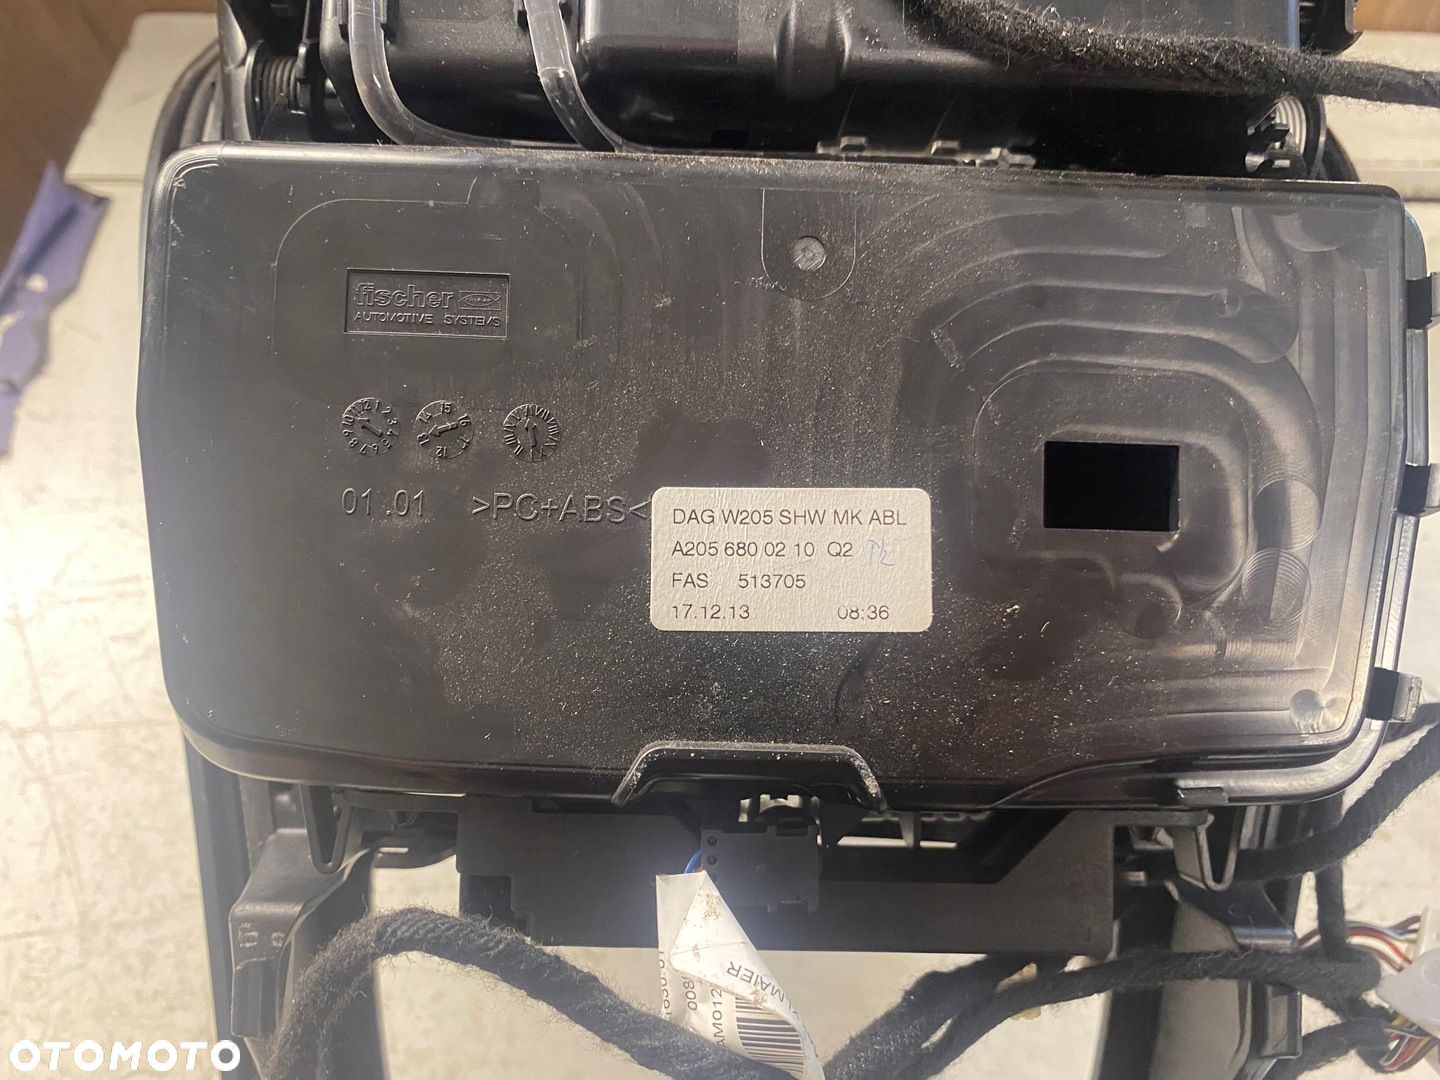 fischer
AUTOMOTIVE SYSTEMS
01.01 >PC+ABS<
DAG W205 SHW MK ABL
A205 680 02 10 Q2
FAS 513705
17.12.13 08:36
OTOMOTO